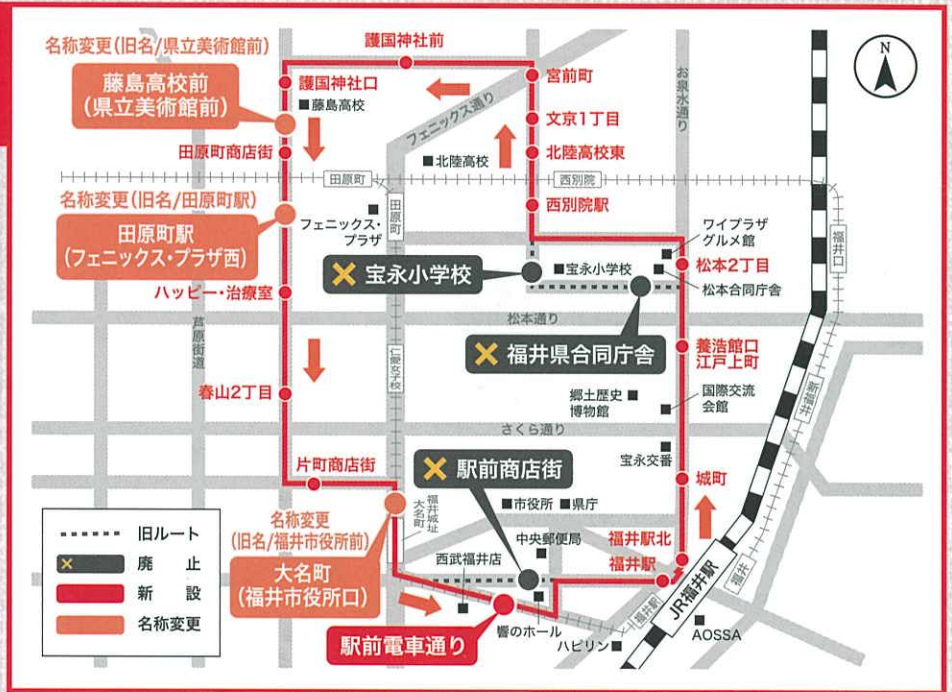 名称変更(旧名/県立美術館前)
藤島高校前
(県立美術館前)
護国神社前
護国神社口
藤島高校
フェニックス通り
宮前町
お泉水通り
N
文京1丁目
北陸高校東
北陸高校
田原町商店街
田原町
西別院
名称変更(旧名/田原町駅)
田原町駅
(フェニックス・プラザ西)
フェニックス・
プラザ
田原町
西別院駅
ワイプラザ
グルメ館
福井口
宝永小学校
宝永小学校
松本2丁目
松本合同庁舎
ハッピー・治療室
松本通り
芦原街道
仁愛女子校
福井県合同庁舎
養浩館口
江戸上町
新福井
春山2丁目
郷土歴史
博物館
国際交流
会館
さくら通り
宝永交番
片町商店街
駅前商店街
城町
福井城址
大名町
市役所
県庁
名称変更
(旧名/福井市役所前)
大名町
(福井市役所口)
中央郵便局
福井駅北
福井駅
西武福井店
JR福井駅
福井
福井駅
響のホール
駅前電車通り
ハピリン
AOSSA
旧ルート
廃 止
新 設
名称変更